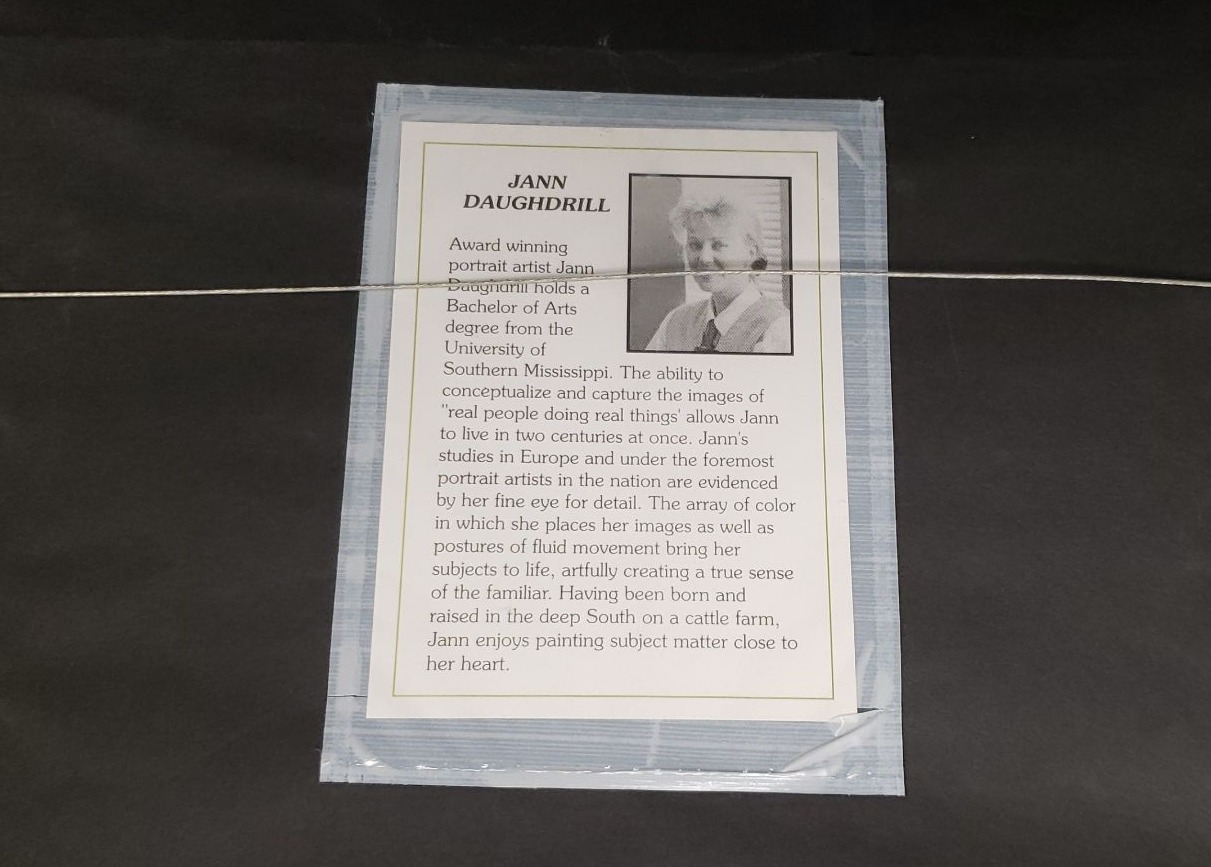 JANN
DAUGHDRILL
Award winning
portrait artist Jann
Daughdrill holds a
Bachelor of Arts
degree from the
University of
Southern Mississippi. The ability to
conceptualize and capture the images of
"real people doing real things' allows Jann
to live in two centuries at once. Jann's
studies in Europe and under the foremost
portrait artists in the nation are evidenced
by her fine eye for detail. The array of color
in which she places her images as well as
postures of fluid movement bring her
subjects to life, artfully creating a true sense
of the familiar. Having been born and
raised in the deep South on a cattle farm,
Jann enjoys painting subject matter close to
her heart.